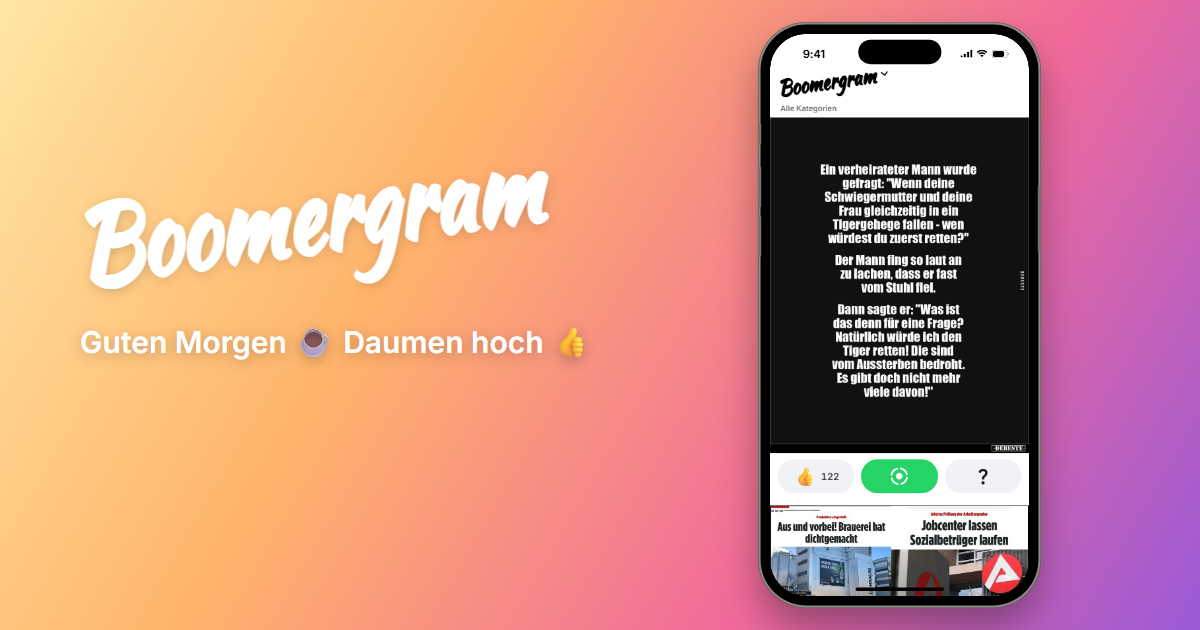 Boomergram
Guten Morgen ☕ Daumen hoch 👍
9:41
Boomergram
Alle Kategorien
Ein verheirateter Mann wurde
gefragt: "Wenn deine
Schwiegermutter und deine
Frau gleichzeitig in ein
Tigergehege fallen - wen
würdest du zuerst retten?"
Der Mann fing so laut an
zu lachen, dass er fast
vom Stuhl fiel.
Dann sagte er: "Was ist
das denn für eine Frage?
Natürlich würde ich den
Tiger retten! Die sind
vom Aussterben bedroht.
Es gibt doch nicht mehr
viele davon!"
DEBESTE
👍 122
?
Aus und vorbei! Brauerei hat
dichtgemacht
Jobcenter lassen
Sozialbetrüger laufen